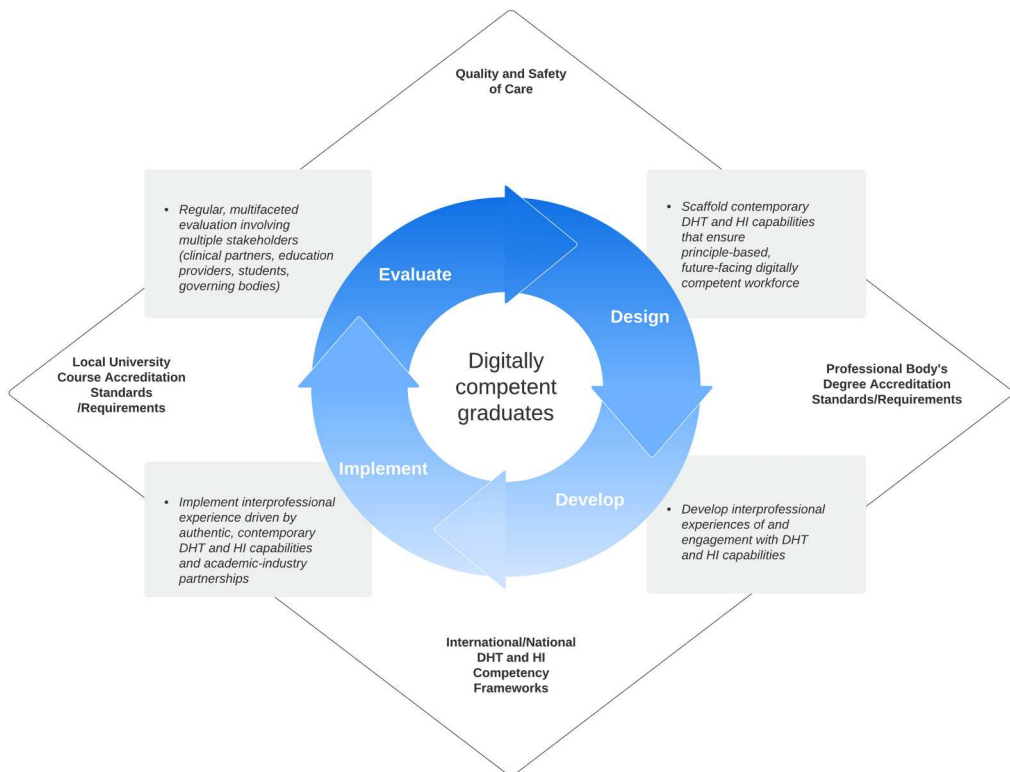 Quality and Safety
of Care
• Regular, multifaceted
evaluation involving
multiple stakeholders
(clinical partners, education
providers, students,
governing bodies)
• Scaffold contemporary
DHT and HI capabilities
that ensure
principle-based,
future-facing digitally
competent workforce
Evaluate
Design
Local University
Course Accreditation
Standards
/Requirements
Digitally
competent
graduates
Professional Body's
Degree Accreditation
Standards/Requirements
Implement
Develop
• Implement interprofessional
experience driven by
authentic, contemporary
DHT and HI capabilities
and academic-industry
partnerships
• Develop interprofessional
experiences of and
engagement with DHT
and HI capabilities
International/National
DHT and HI
Competency
Frameworks